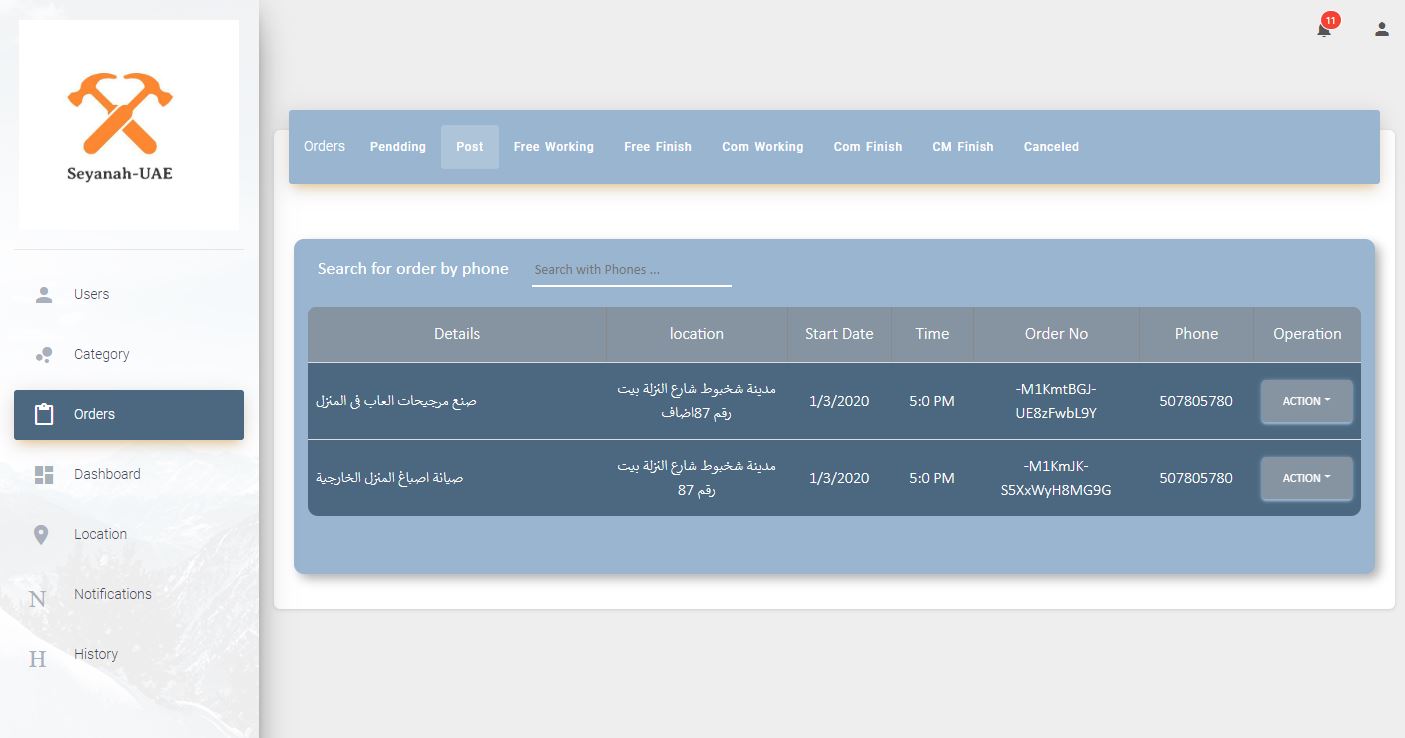 11
Seyanah-UAE
Users
Category
Orders
Dashboard
Location
N Notifications
H History
Orders Pendding Post Free Working Free Finish Com Working Com Finish CM Finish Canceled
Search for order by phone Search with Phones ...
Details location Start Date Time Order No Phone Operation
صنع مرجيحات العاب فى المنزل
مدينة شخبوط شارع النزلة بيت
رقم 87اضاف
1/3/2020
5:0 PM
-M1KmtBGJ-
UE8zFwbL9Y
507805780
ACTION
صيانة اصباغ المنزل الخارجية
مدينة شخبوط شارع النزلة بيت
رقم 87
1/3/2020
5:0 PM
-M1KmJK-
S5XxWyH8MG9G
507805780
ACTION